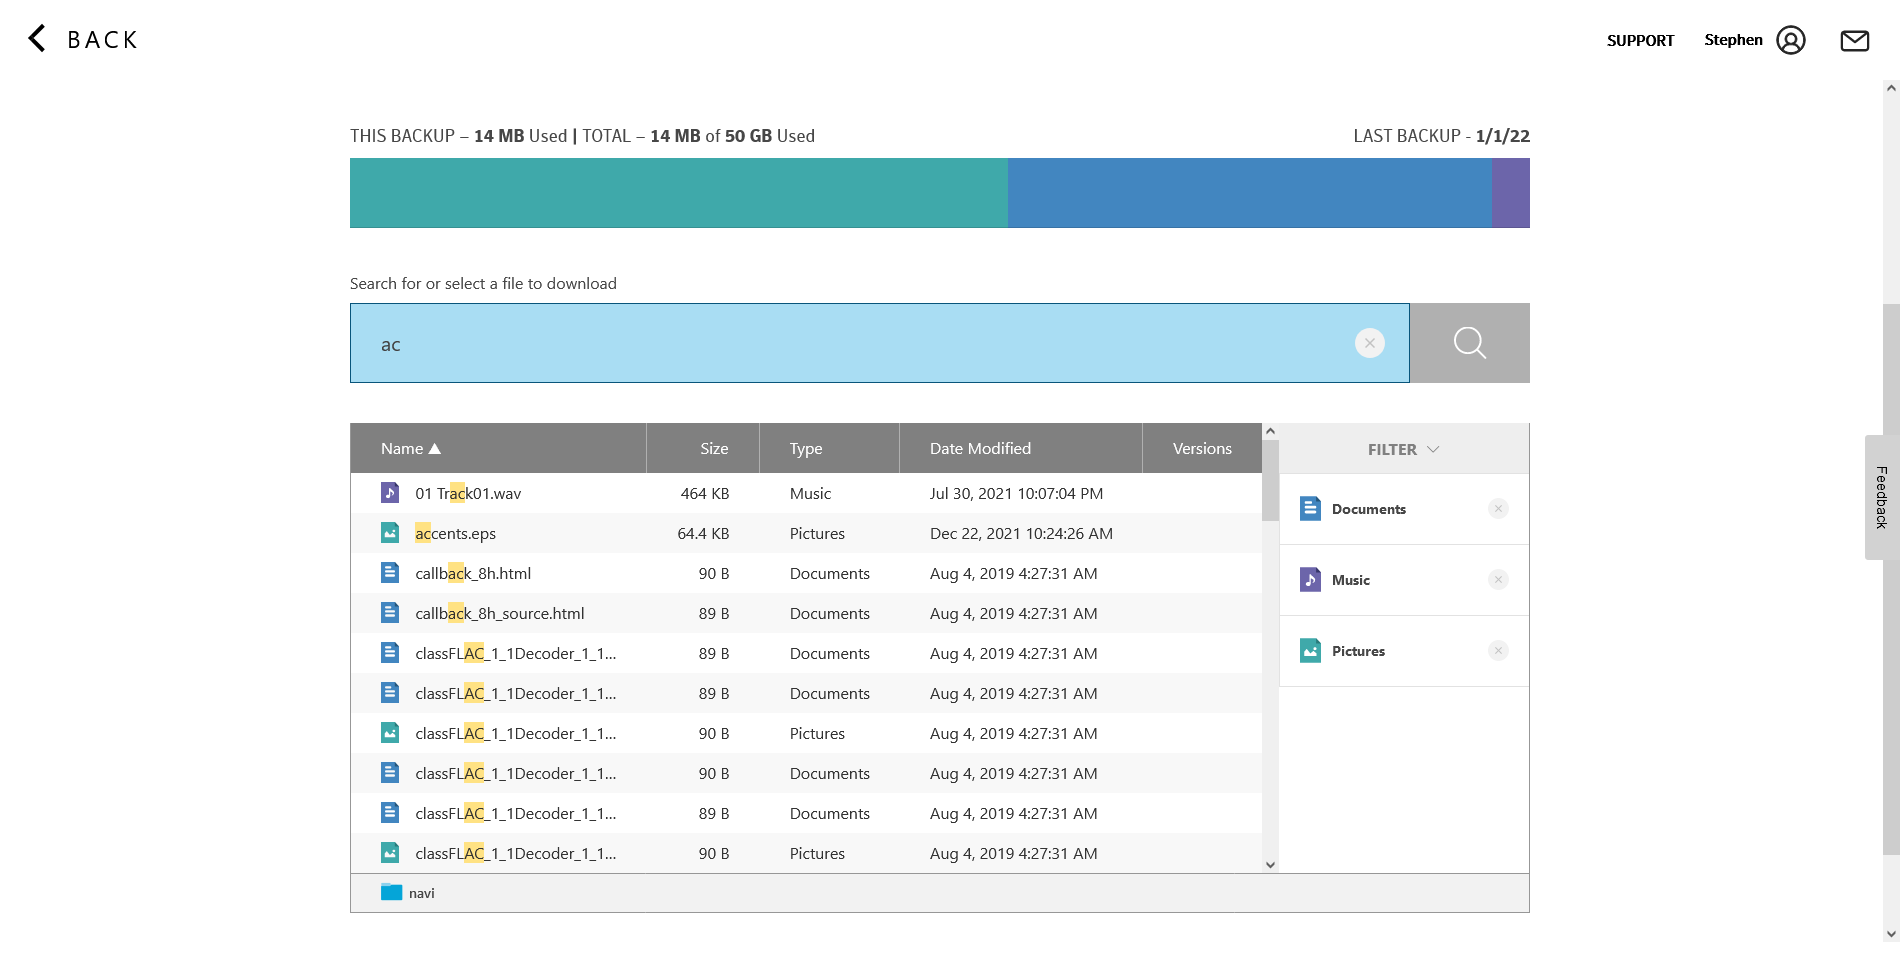 BACK
SUPPORT Stephen
THIS BACKUP – 14 MB Used | TOTAL – 14 MB of 50 GB Used LAST BACKUP - 1/1/22
Search for or select a file to download
ac
Name ▲ Size Type Date Modified Versions FILTER
01 Track01.wav 464 KB Music Jul 30, 2021 10:07:04 PM
accents.eps 64.4 KB Pictures Dec 22, 2021 10:24:26 AM
callback_8h.html 90 B Documents Aug 4, 2019 4:27:31 AM
callback_8h_source.html 89 B Documents Aug 4, 2019 4:27:31 AM
classFLAC_1_1Decoder_1_1... 89 B Documents Aug 4, 2019 4:27:31 AM
classFLAC_1_1Decoder_1_1... 89 B Documents Aug 4, 2019 4:27:31 AM
classFLAC_1_1Decoder_1_1... 90 B Pictures Aug 4, 2019 4:27:31 AM
classFLAC_1_1Decoder_1_1... 90 B Documents Aug 4, 2019 4:27:31 AM
classFLAC_1_1Decoder_1_1... 89 B Documents Aug 4, 2019 4:27:31 AM
classFLAC_1_1Decoder_1_1... 90 B Pictures Aug 4, 2019 4:27:31 AM
Documents
Music
Pictures
navi
Feedback